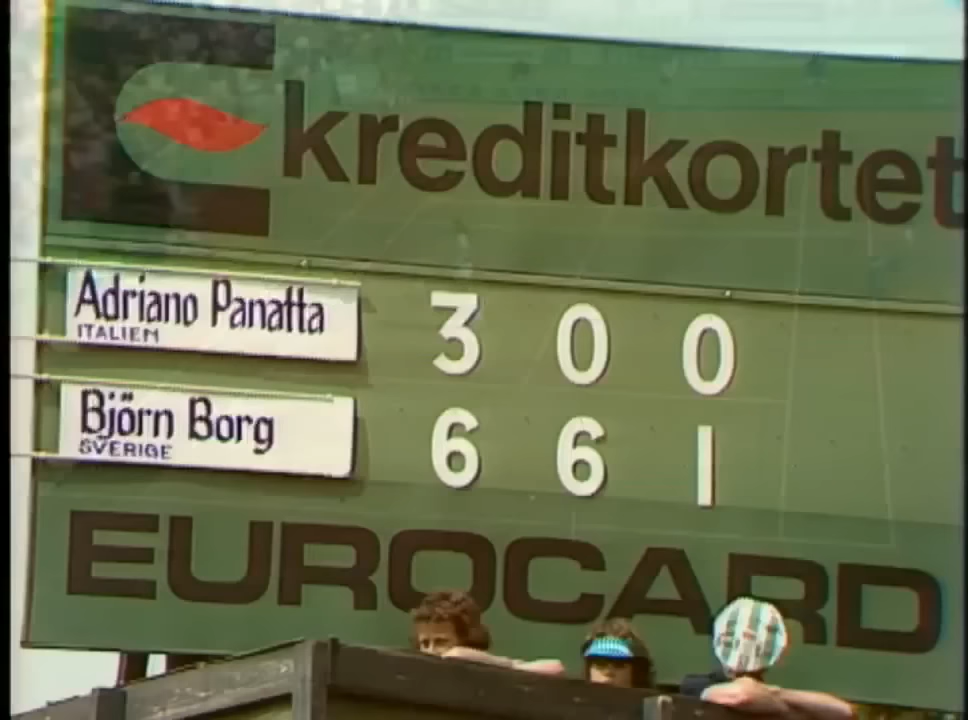 kreditkortet
Adriano Panatta 3 0 0
ITALIEN
Björn Borg 6 6 1
SVERIGE
EUROCARD